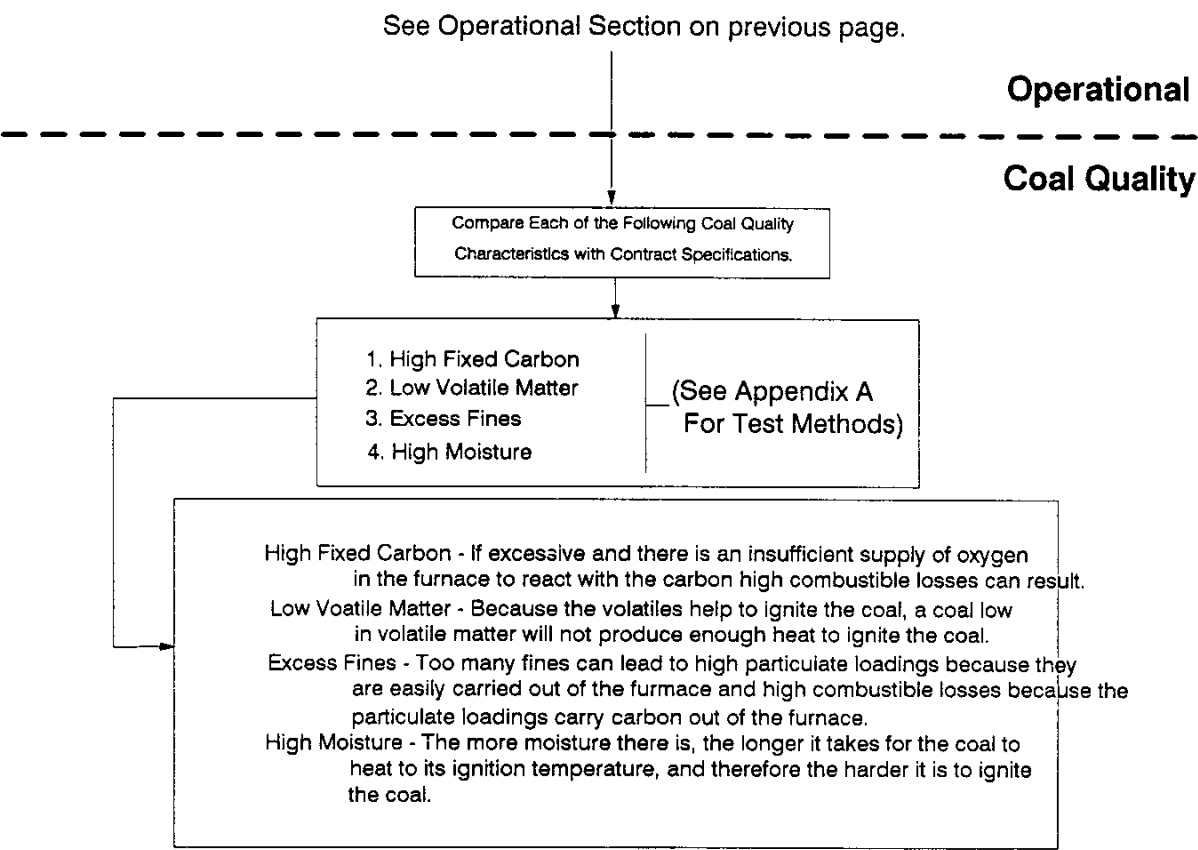 See Operational Section on previous page.
Operational
Coal Quality
Compare Each of the Following Coal Quality
Characteristics with Contract Specifications.
1. High Fixed Carbon
2. Low Volatile Matter
3. Excess Fines
4. High Moisture
(See Appendix A
For Test Methods)
High Fixed Carbon - If excessive and there is an insufficient supply of oxygen
in the furnace to react with the carbon high combustible losses can result.
Low Voatile Matter - Because the volatiles help to ignite the coal, a coal low
in volatile matter will not produce enough heat to ignite the coal.
Excess Fines - Too many fines can lead to high particulate loadings because they
are easily carried out of the furmace and high combustible losses because the
particulate loadings carry carbon out of the furnace.
High Moisture - The more moisture there is, the longer it takes for the coal to
heat to its ignition temperature, and therefore the harder it is to ignite
the coal.